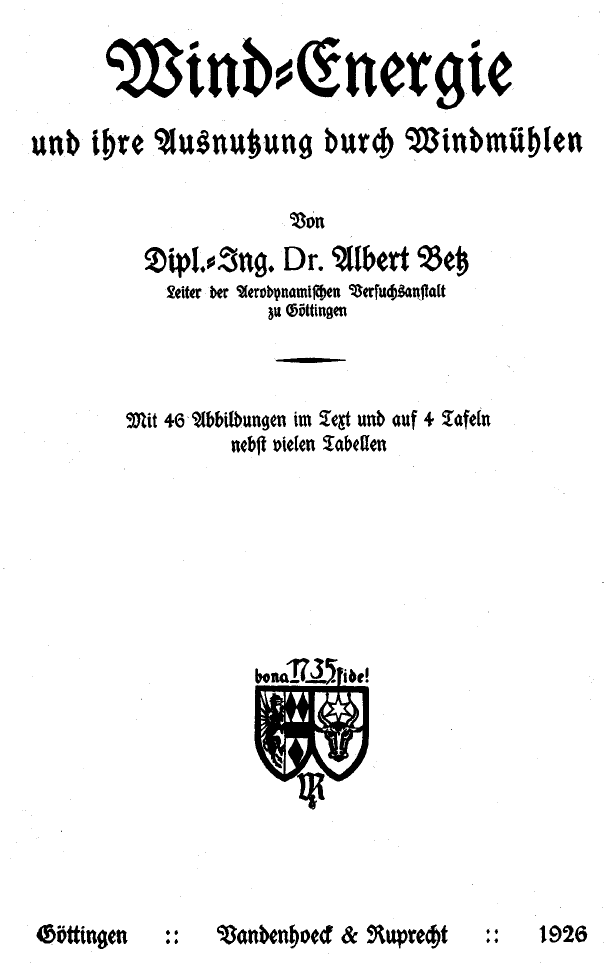 Wind-Energie
und ihre Ausnutzung durch Windmühlen
Von
Dipl.-Ing. Dr. Albert Betz
Leiter der Aerodynamischen Versuchsanstalt
zu Göttingen
Mit 46 Abbildungen im Text und auf 4 Tafeln
nebst vielen Tabellen
bona 1735 fide!
VR
Göttingen :: Vandenhoeck & Ruprecht :: 1926